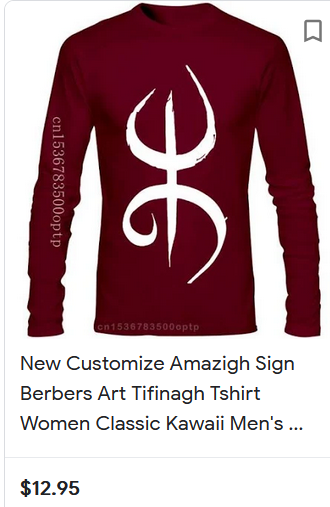 cn1536783500optp
cn1536783500optp
New Customize Amazigh Sign
Berbers Art Tifinagh Tshirt
Women Classic Kawaii Men's ...
$12.95